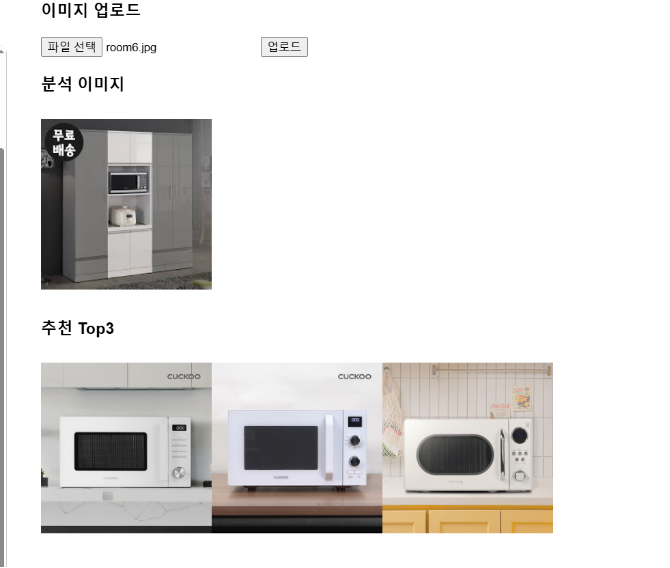 이미지 업로드
파일 선택 room6.jpg 업로드
분석 이미지
무료
배송
추천 Top3
CUCKOO CUCKOO